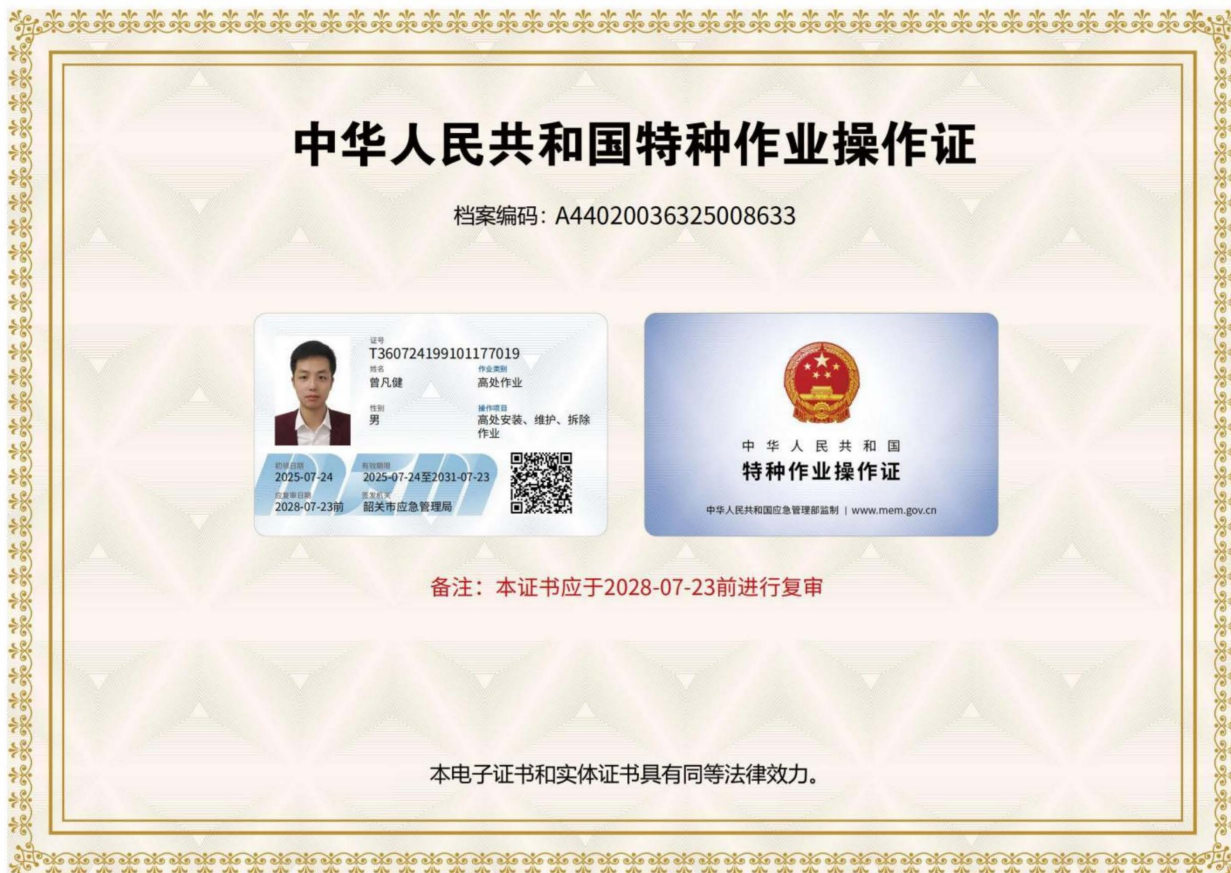 中华人民共和国特种作业操作证
档案编码：A44020036325008633
证号
T360724199101177019
姓名
曾凡健
作业类别
高处作业
性别
男
操作项目
高处安装、维护、拆除
作业
初领日期
2025-07-24
有效期限
2025-07-24至2031-07-23
应复审日期
2028-07-23前
签发机关
韶关市应急管理局
中华人民共和国
特种作业操作证
中华人民共和国应急管理部监制 | www.mem.gov.cn
备注：本证书应于2028-07-23前进行复审
本电子证书和实体证书具有同等法律效力。